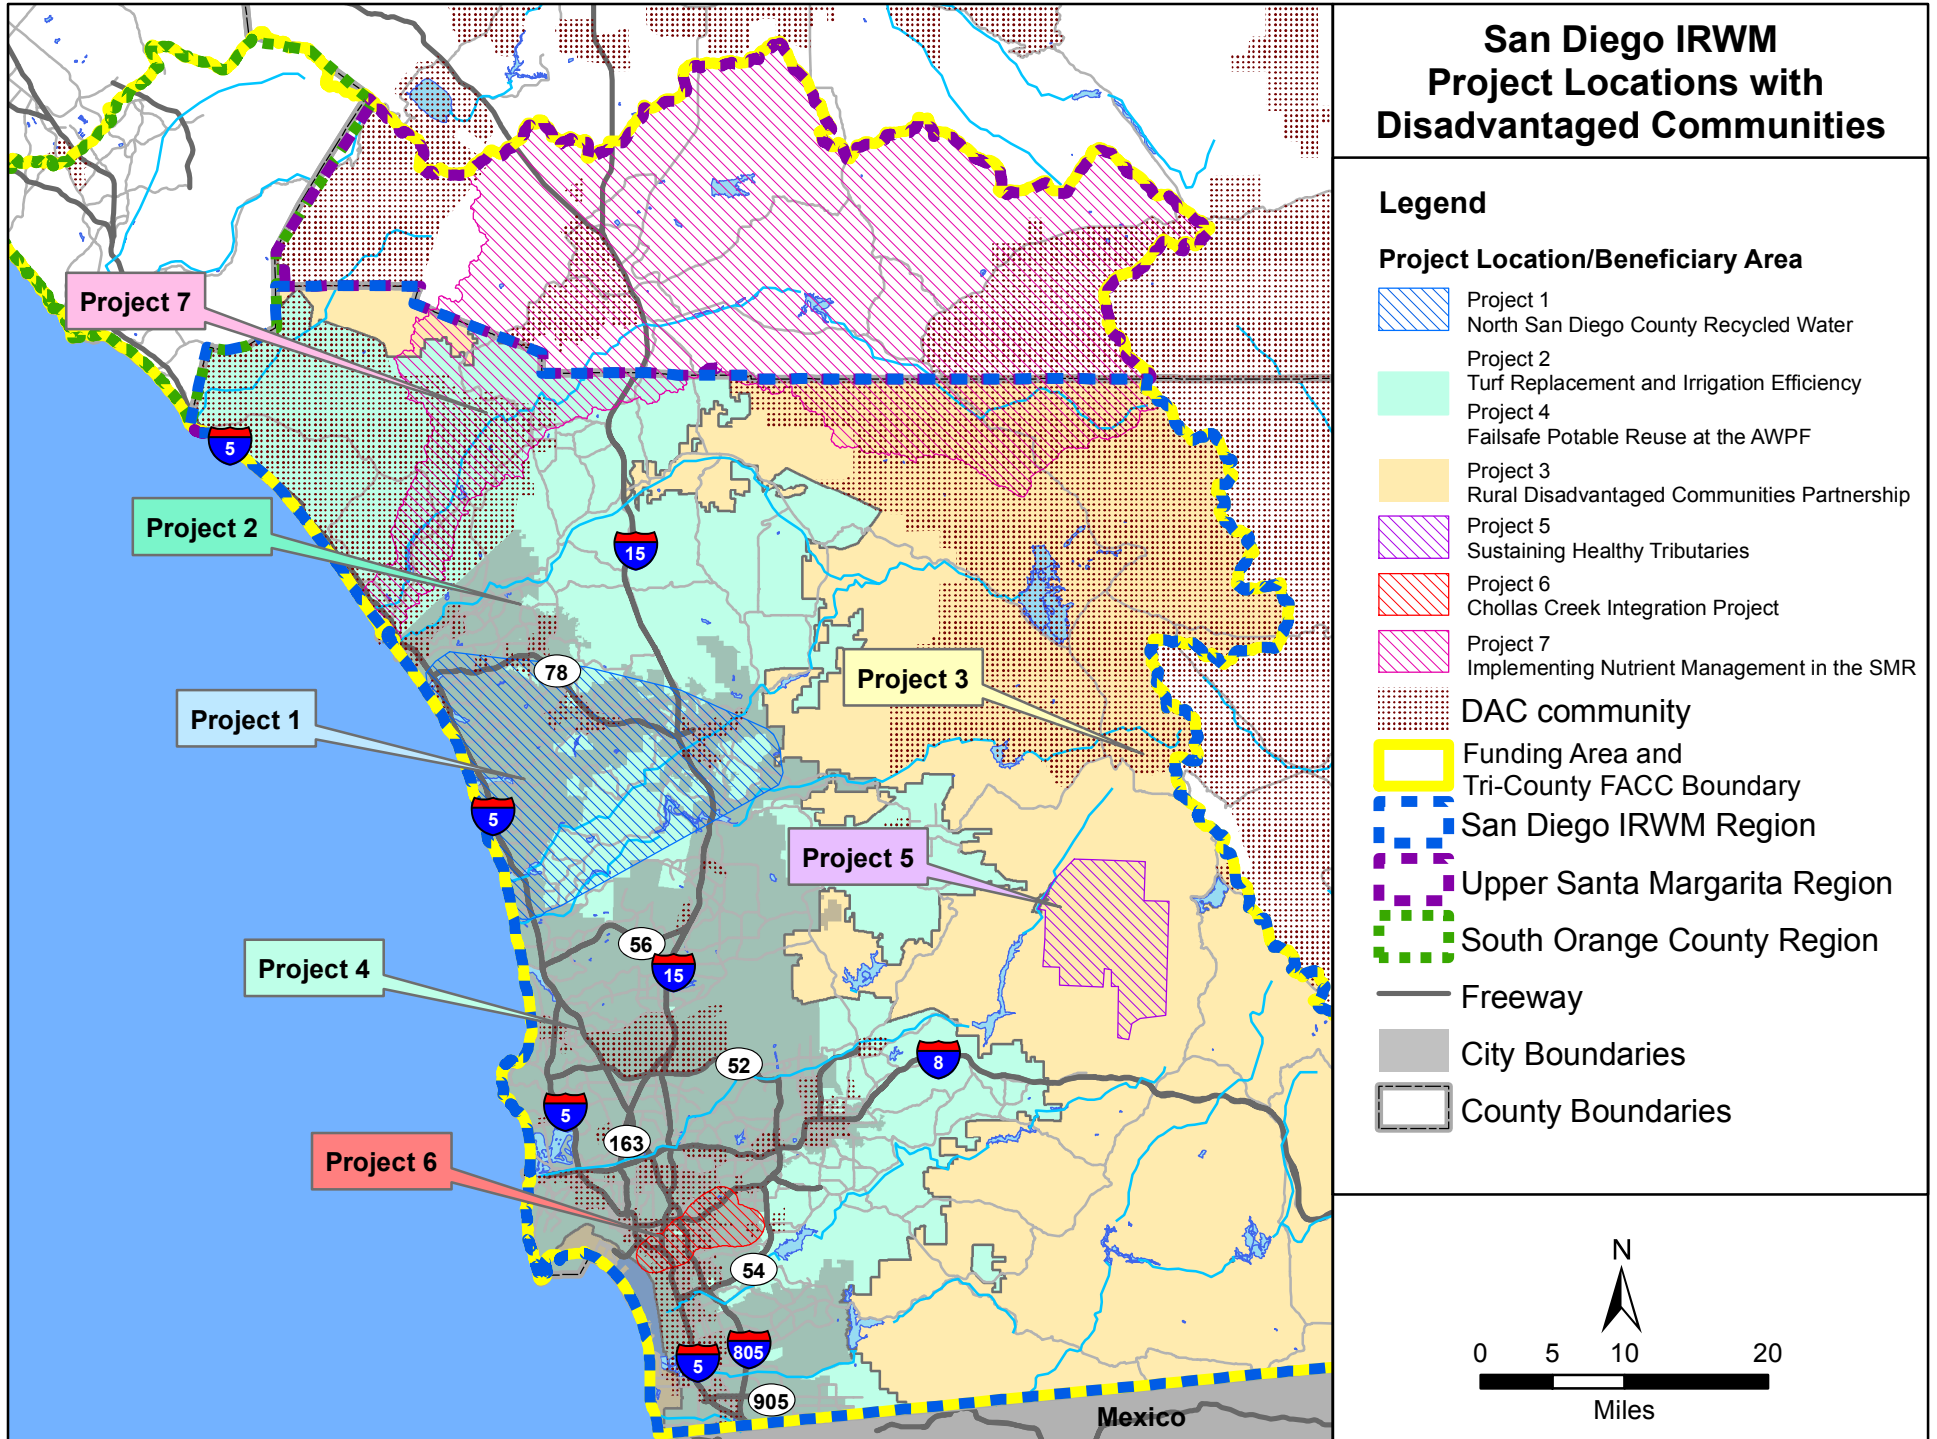 San Diego IRWM
Project Locations with
Disadvantaged Communities
Legend
Project Location/Beneficiary Area
Project 1
North San Diego County Recycled Water
Project 2
Turf Replacement and Irrigation Efficiency
Project 4
Failsafe Potable Reuse at the AWPF
Project 3
Rural Disadvantaged Communities Partnership
Project 5
Sustaining Healthy Tributaries
Project 6
Chollas Creek Integration Project
Project 7
Implementing Nutrient Management in the SMR
DAC community
Funding Area and
Tri-County FACC Boundary
San Diego IRWM Region
Upper Santa Margarita Region
South Orange County Region
Freeway
City Boundaries
County Boundaries
N
0 5 10 20
Miles
Project 7
5
Project 2
15
Project 3
78
Project 1
5
Project 5
56
Project 4
15
52
8
5
163
Project 6
54
805
5
905
Mexico